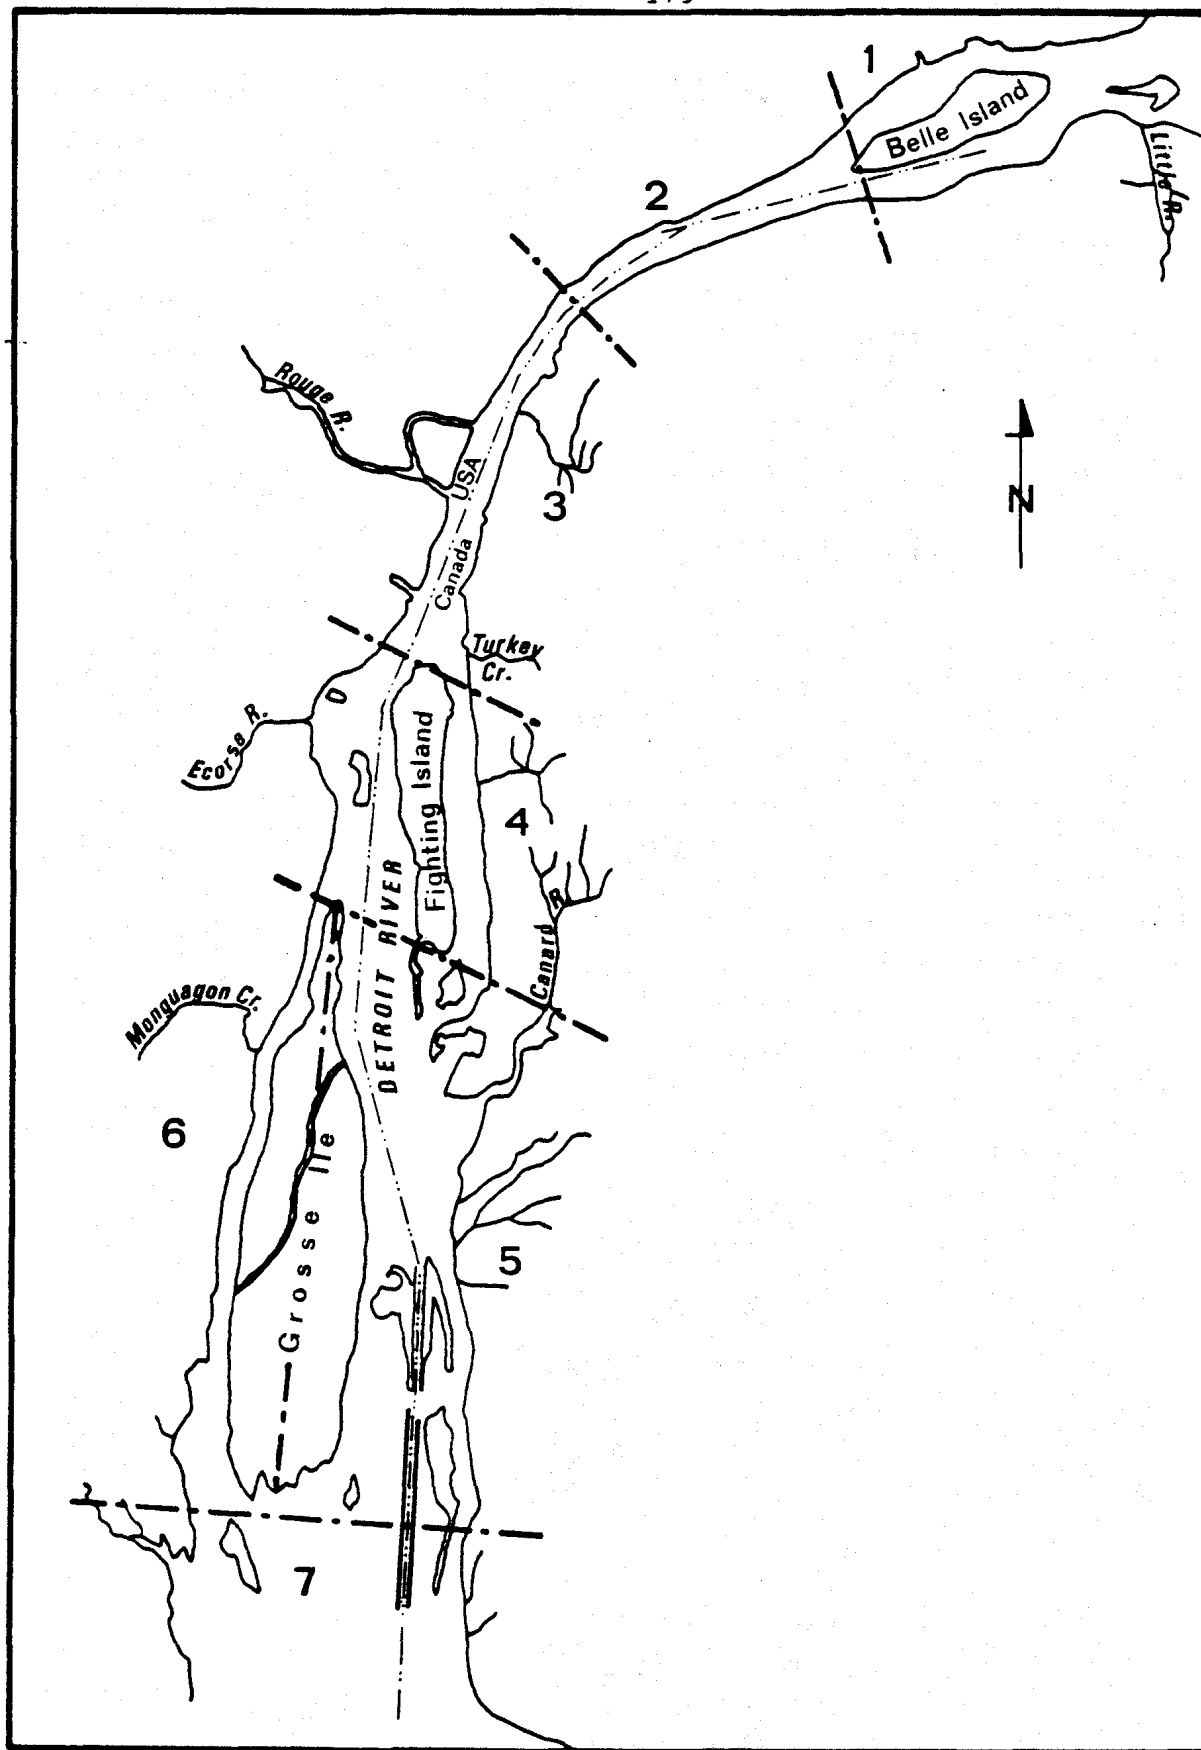 1
Belle Island
Little R.
2
Rouge R.
USA
Canada
3
N
Turkey
Cr.
D
Ecorse R.
Fighting Island
4
DETROIT RIVER
Canard R
Monguagon Cr.
6
Grosse Ile
5
7